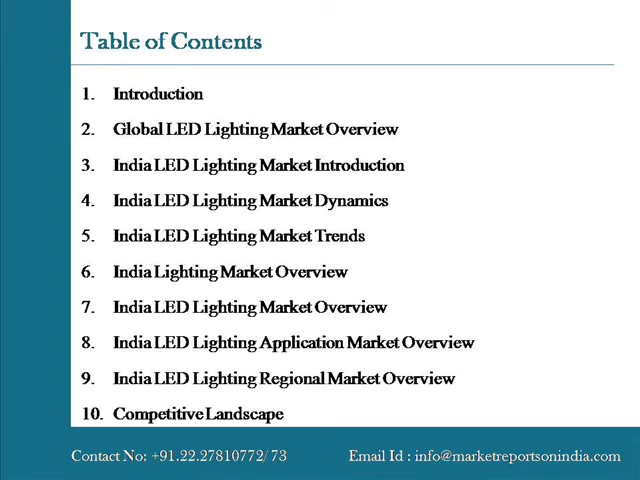 Table of Contents
1. Introduction
2. Global LED Lighting Market Overview
3. India LED Lighting Market Introduction
4. India LED Lighting Market Dynamics
5. India LED Lighting Market Trends
6. India Lighting Market Overview
7. India LED Lighting Market Overview
8. India LED Lighting Application Market Overview
9. India LED Lighting Regional Market Overview
10. Competitive Landscape
Contact No: +91.22.27810772/ 73 Email Id : info@marketreportsonindia.com